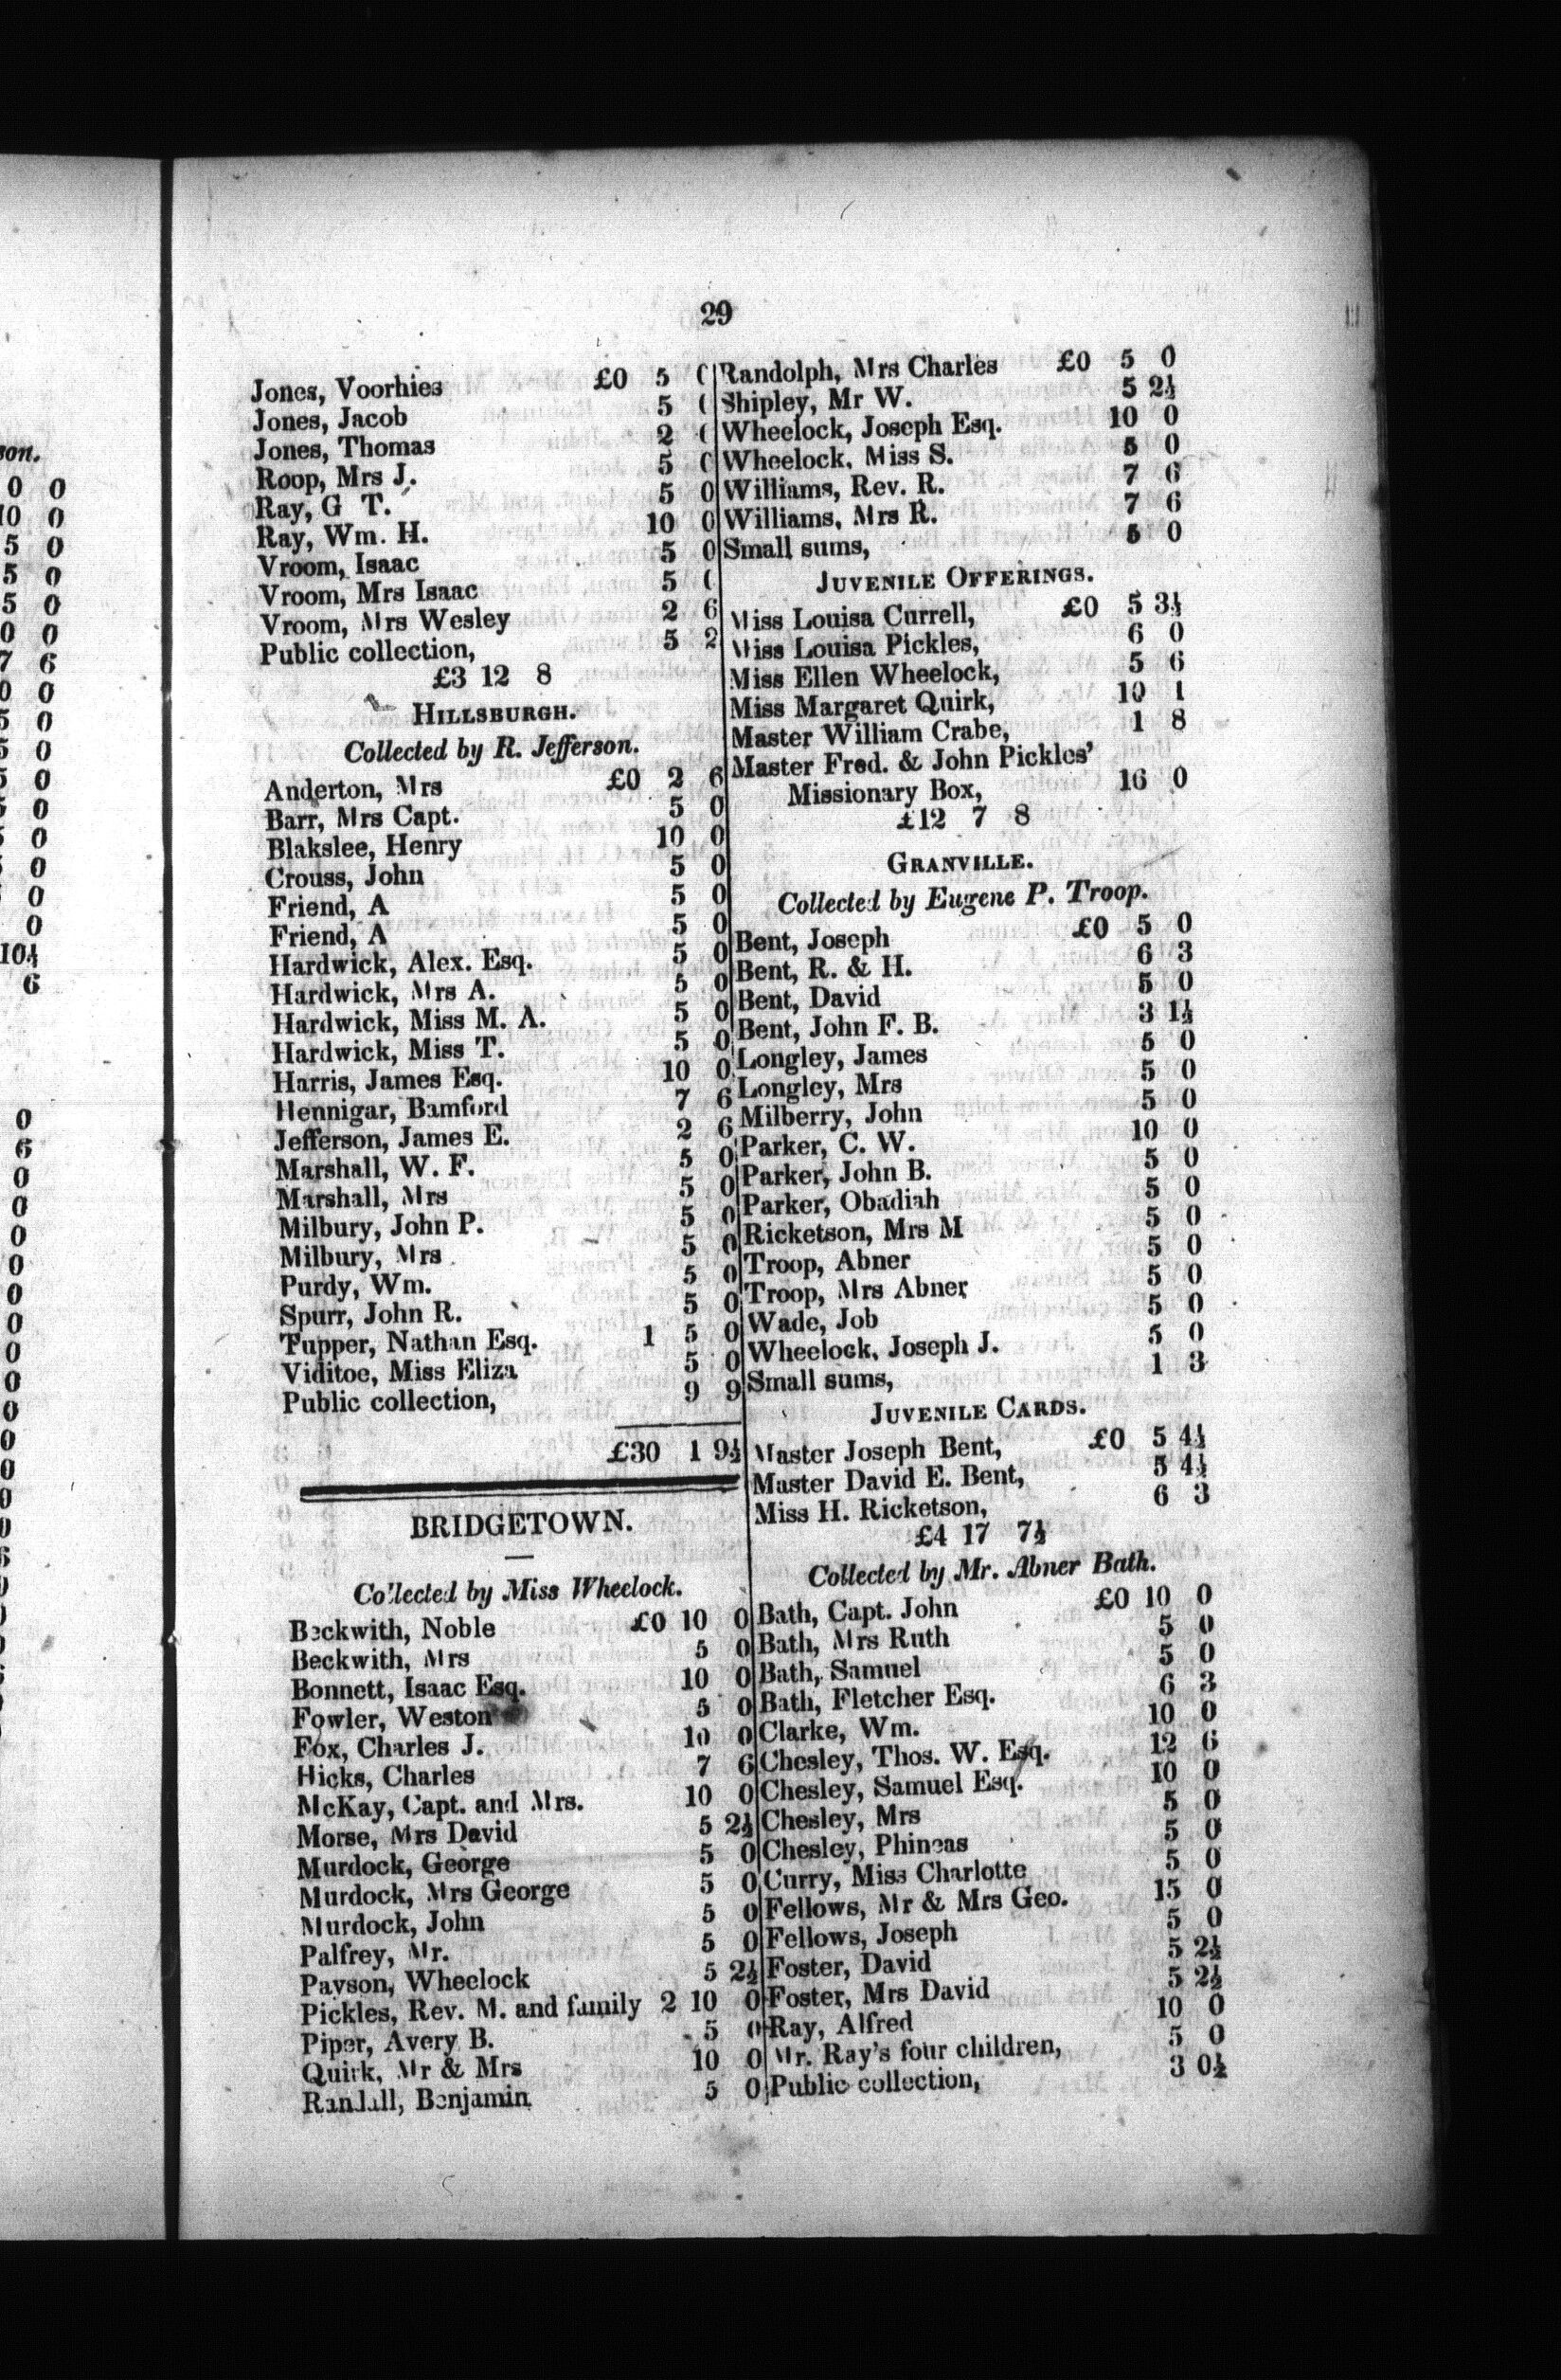 29
Jones, Voorhies £0 5 0
Jones, Jacob 5 0
Jones, Thomas 2 6
Roop, Mrs J. 5 0
Ray, G T. 5 0
Ray, Wm. H. 10 0
Vroom, Isaac 5 0
Vroom, Mrs Isaac 5 0
Vroom, Mrs Wesley 2 6
Public collection, 5 2
£3 12 8
HILLSBURGH.
Collected by R. Jefferson.
Anderton, Mrs £0 2 6
Barr, Mrs Capt. 5 0
Blakslee, Henry 10 0
Crouss, John 5 0
Friend, A 5 0
Friend, A 5 0
Hardwick, Alex. Esq. 5 0
Hardwick, Mrs A. 5 0
Hardwick, Miss M. A. 5 0
Hardwick, Miss T. 5 0
Harris, James Esq. 10 0
Hennigar, Bamford 7 6
Jefferson, James E. 2 6
Marshall, W. F. 5 0
Marshall, Mrs 5 0
Milbury, John P. 5 0
Milbury, Mrs 5 0
Purdy, Wm. 5 0
Spurr, John R. 5 0
Tupper, Nathan Esq. 1 5 0
Viditoe, Miss Eliza 5 0
Public collection, 9 9
£30 1 9½
BRIDGETOWN.
Collected by Miss Wheelock.
Beckwith, Noble £0 10 0
Beckwith, Mrs 5 0
Bonnett, Isaac Esq. 10 0
Fowler, Weston 5 0
Fox, Charles J. 10 0
Hicks, Charles 7 6
McKay, Capt. and Mrs. 10 0
Morse, Mrs David 5 2½
Murdock, George 5 0
Murdock, Mrs George 5 0
Murdock, John 5 0
Palfrey, Mr. 5 0
Payson, Wheelock 5 2½
Pickles, Rev. M. and family 2 10 0
Piper, Avery B. 5 0
Quirk, Mr & Mrs 10 0
Randall, Benjamin 5 0
Randolph, Mrs Charles £0 5 0
Shipley, Mr W. 5 2½
Wheelock, Joseph Esq. 10 0
Wheelock, Miss S. 5 0
Williams, Rev. R. 7 6
Williams, Mrs R. 7 6
Small sums, 5 0
JUVENILE OFFERINGS.
Miss Louisa Currell, £0 5 3½
Miss Louisa Pickles, 6 0
Miss Ellen Wheelock, 5 6
Miss Margaret Quirk, 10 1
Master William Crabe, 1 8
Master Fred. & John Pickles'
Missionary Box, 16 0
£12 7 8
GRANVILLE.
Collected by Eugene P. Troop.
Bent, Joseph £0 5 0
Bent, R. & H. 6 3
Bent, David 5 0
Bent, John F. B. 3 1½
Longley, James 5 0
Longley, Mrs 5 0
Milberry, John 5 0
Parker, C. W. 10 0
Parker, John B. 5 0
Parker, Obadiah 5 0
Ricketson, Mrs M 5 0
Troop, Abner 5 0
Troop, Mrs Abner 5 0
Wade, Job 5 0
Wheelock, Joseph J. 5 0
Small sums, 1 3
JUVENILE CARDS.
Master Joseph Bent, £0 5 4½
Master David E. Bent, 5 4½
Miss H. Ricketson, 6 3
£4 17 7½
Collected by Mr. Abner Bath.
Bath, Capt. John £0 10 0
Bath, Mrs Ruth 5 0
Bath, Samuel 5 0
Bath, Fletcher Esq. 6 3
Clarke, Wm. 10 0
Chesley, Thos. W. Esq. 12 6
Chesley, Samuel Esq. 10 0
Chesley, Mrs 5 0
Chesley, Phineas 5 0
Curry, Miss Charlotte 5 0
Fellows, Mr & Mrs Geo. 15 0
Fellows, Joseph 5 0
Foster, David 5 2½
Foster, Mrs David 5 2½
Ray, Alfred 10 0
Mr. Ray's four children, 5 0
Public collection, 3 0½